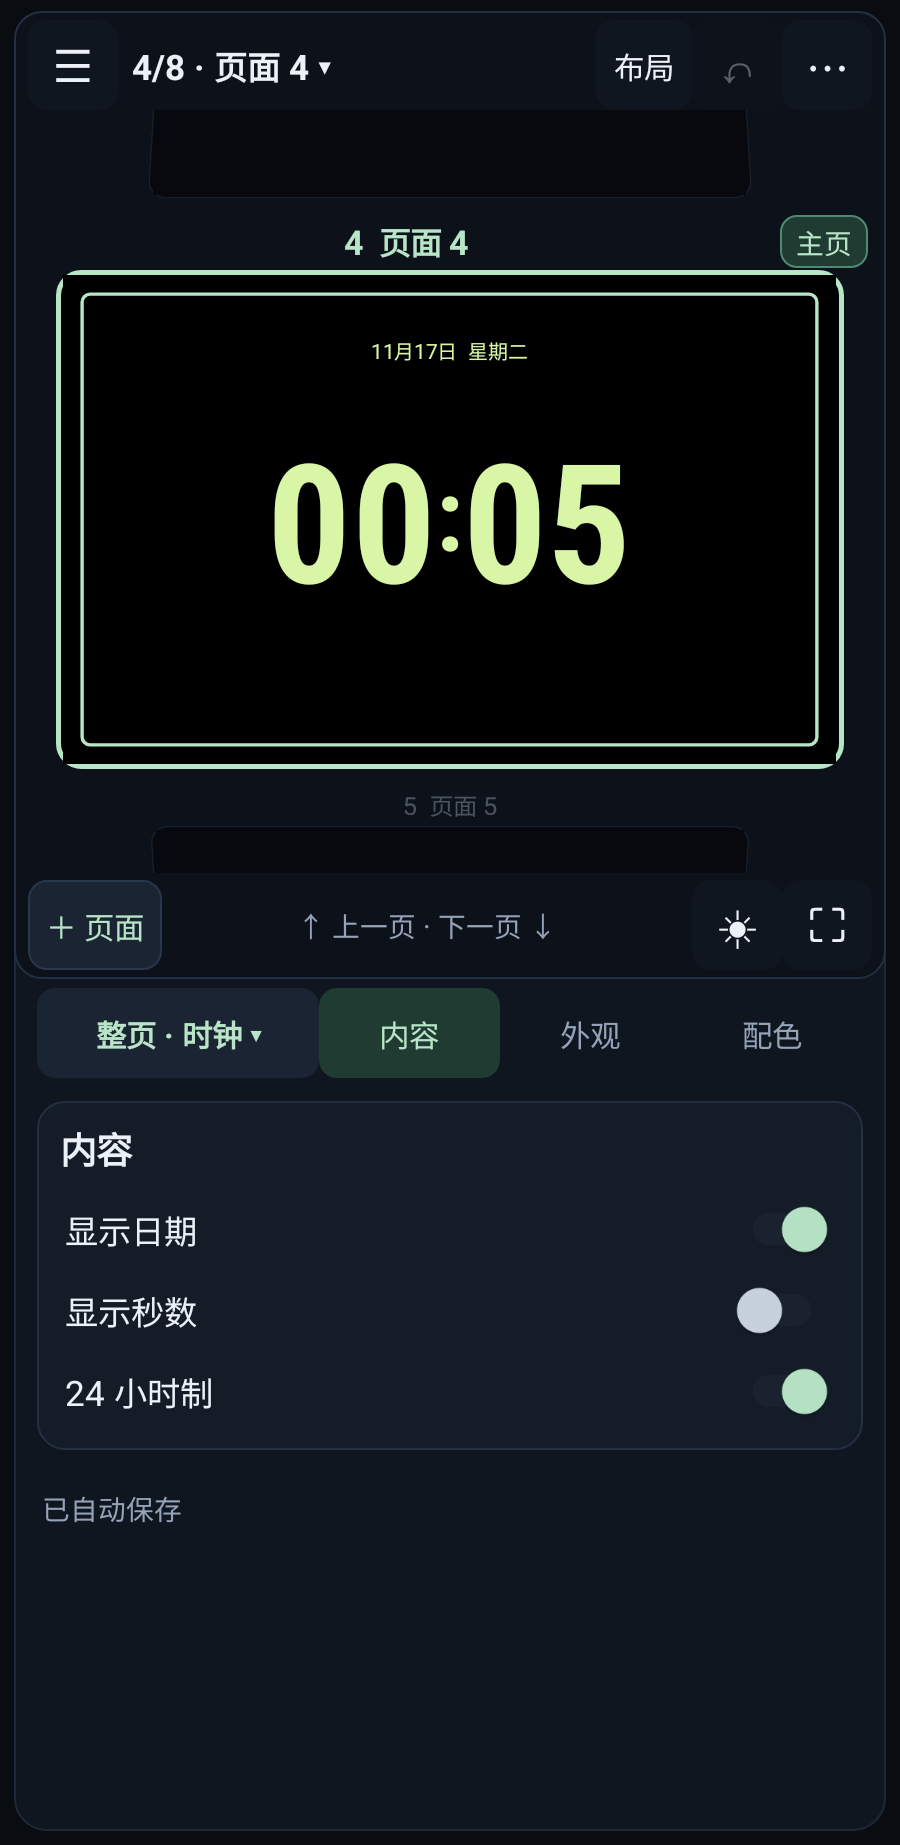 ☰ 4/8 · 页面 4 ▾ 布局 ⋯
4 页面 4 主页
11月17日 星期二
00:05
5 页面 5
＋ 页面 ↑ 上一页 · 下一页 ↓
整页 · 时钟 ▾ 内容 外观 配色
内容
显示日期
显示秒数
24 小时制
已自动保存